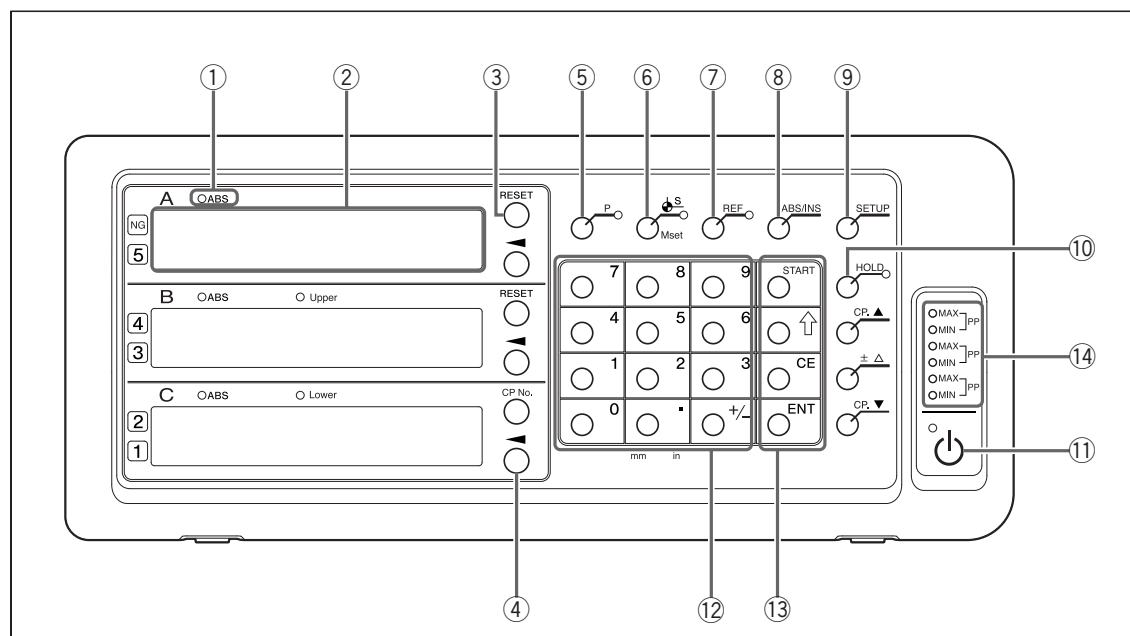 ① ② ③ ⑤ ⑥ ⑦ ⑧ ⑨
A ABS RESET
NG
5
P S REF ABS/INS SETUP
Mset
⑩
HOLD
B ABS Upper RESET
4
3
7 8 9 START
4 5 6 CP. ▲
1 2 3 CE ± △
0 . +/- ENT CP. ▼
mm in
C ABS Lower CP No.
2
1
MAX
MIN PP
MAX
MIN PP
MAX
MIN PP
⑭
⑪
④ ⑫ ⑬